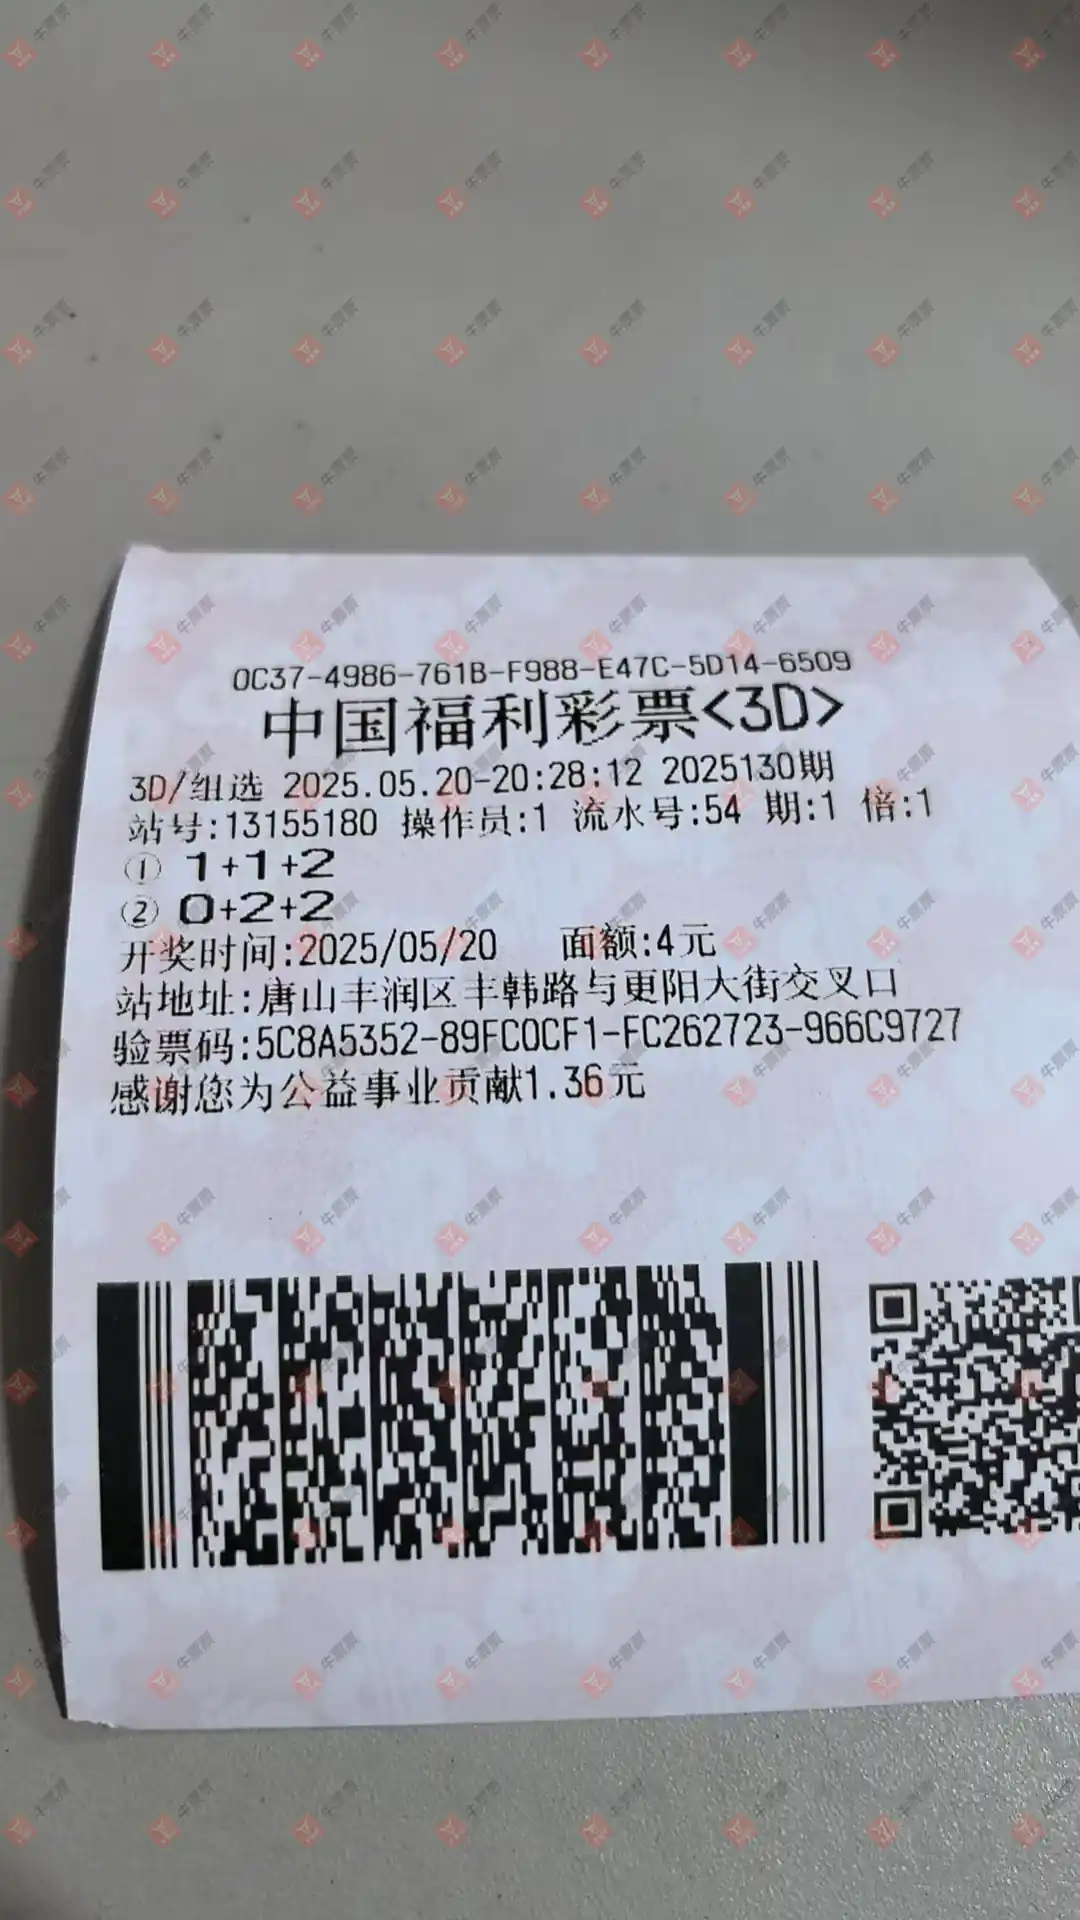 0C37-4986-761B-F988-E47C-5D14-6509
中国福利彩票<3D>
3D/组选 2025.05.20-20:28:12 2025130期
站号:13155180 操作员:1 流水号:54 期:1 倍:1
① 1+1+2
② 0+2+2
开奖时间:2025/05/20 面额:4元
站地址:唐山丰润区丰韩路与更阳大街交叉口
验票码:5C8A5352-89FC0CF1-FC262723-966C9727
感谢您为公益事业贡献1.36元